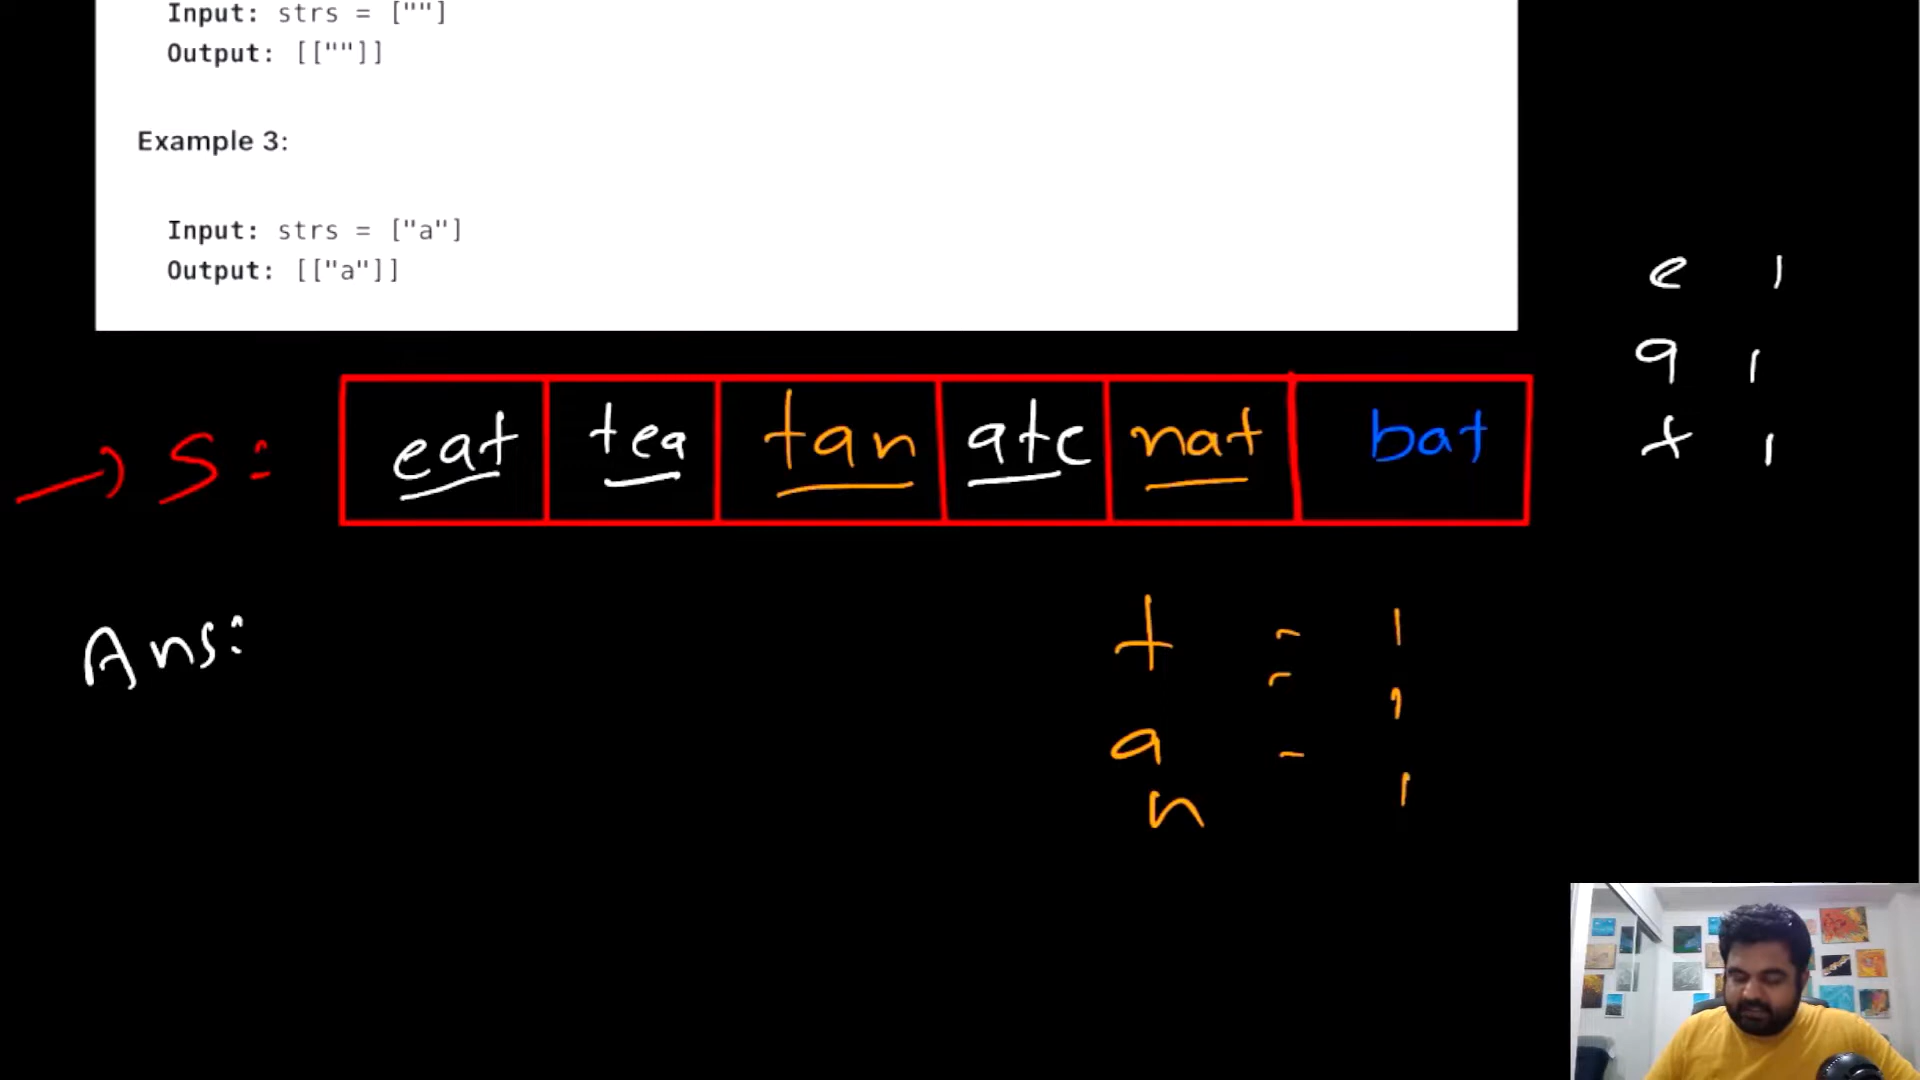 Input: strs = [""]
Output: [[""]]
Example 3:
Input: strs = ["a"]
Output: [["a"]]
e 1
a 1
t 1
→ S: eat tea tan ate nat bat
Ans:
t - 1
a - 1
n - 1